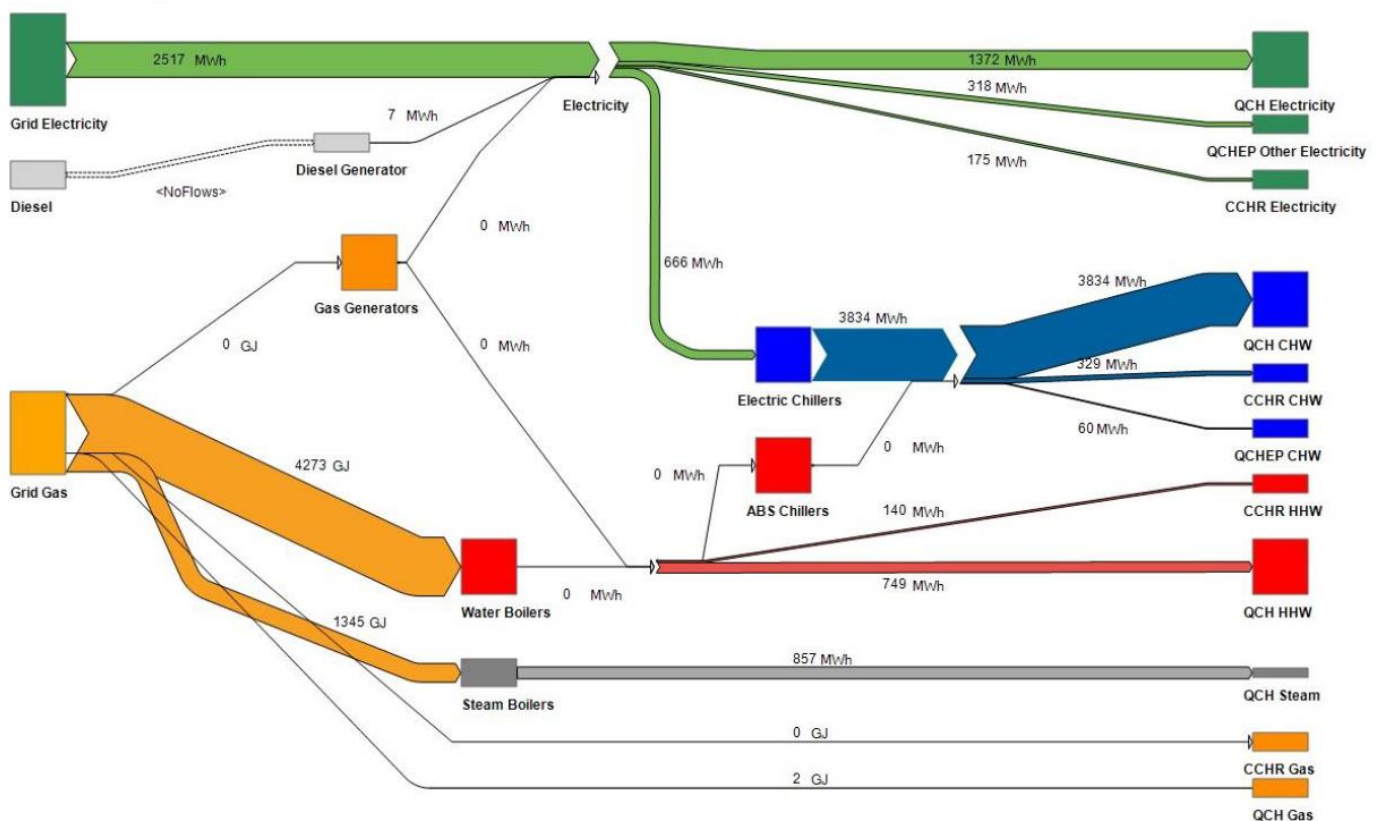 2517 MWh
1372 MWh
318 MWh
QCH Electricity
Electricity
7 MWh
Grid Electricity
QCHEP Other Electricity
175 MWh
Diesel Generator
<NoFlows>
Diesel
CCHR Electricity
0 MWh
666 MWh
3834 MWh
Gas Generators
3834 MWh
0 GJ
0 MWh
QCH CHW
329 MWh
Electric Chillers
CCHR CHW
60 MWh
0 MWh
QCHEP CHW
4273 GJ
0 MWh
Grid Gas
ABS Chillers
140 MWh
CCHR HHW
749 MWh
0 MWh
Water Boilers
QCH HHW
1345 GJ
857 MWh
Steam Boilers
QCH Steam
0 GJ
CCHR Gas
2 GJ
QCH Gas